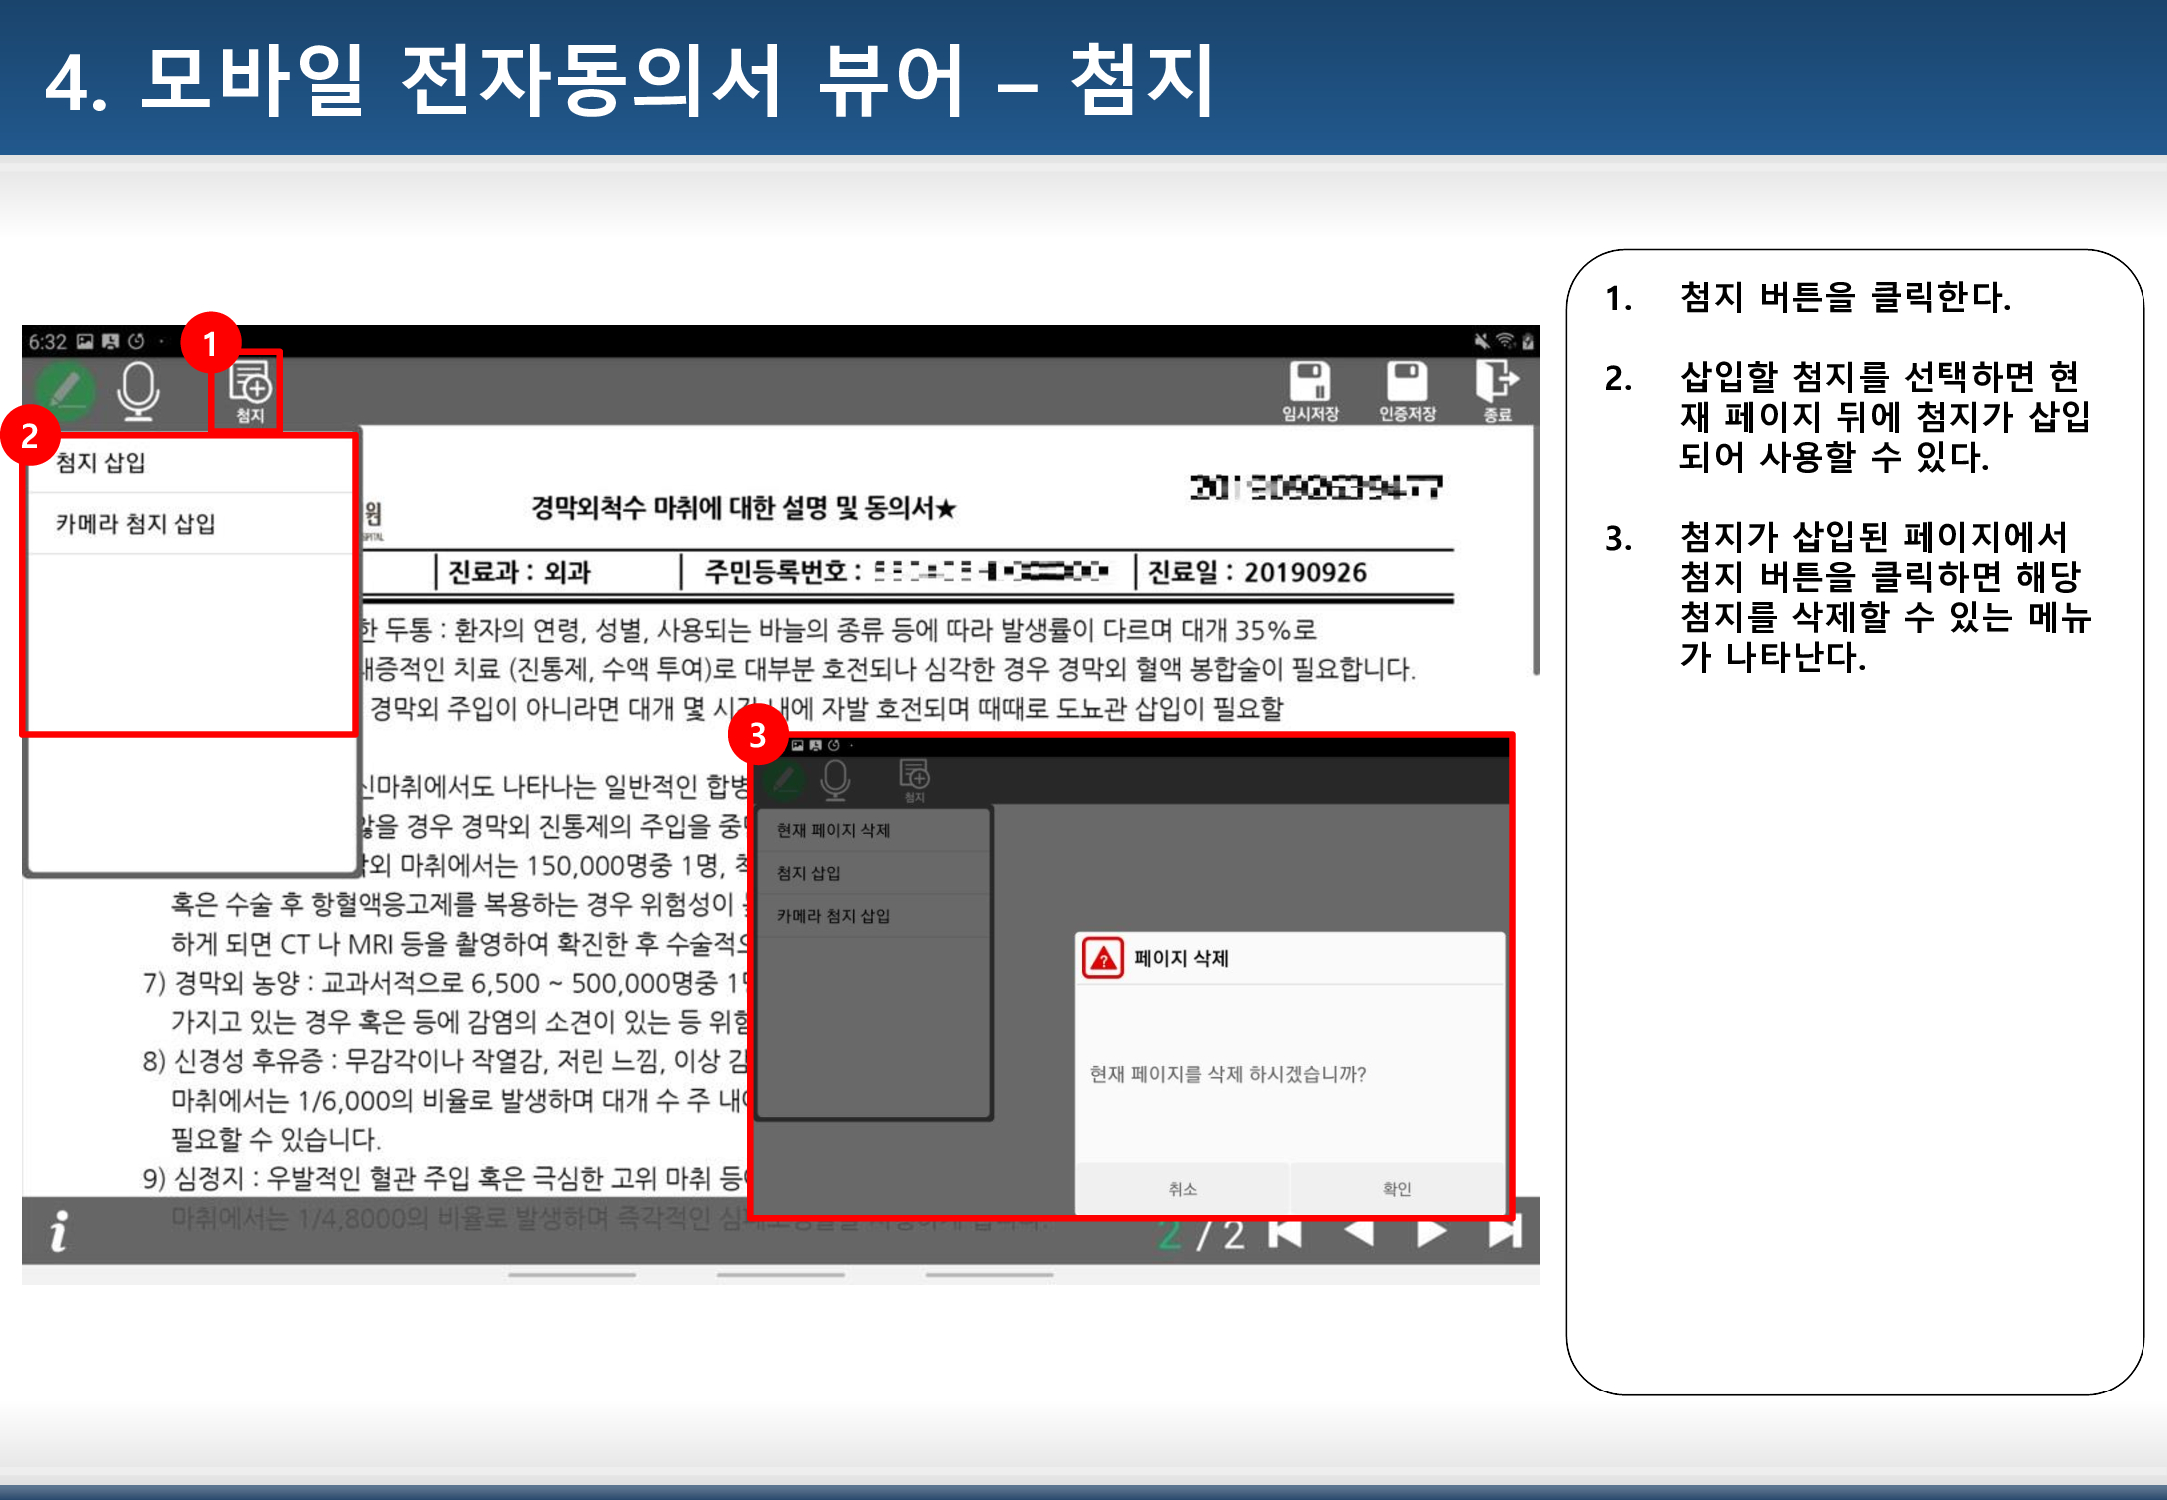 4. 모바일 전자동의서 뷰어 – 첨지
1. 첨지 버튼을 클릭한다.
2. 삽입할 첨지를 선택하면 현
재 페이지 뒤에 첨지가 삽입
되어 사용할 수 있다.
3. 첨지가 삽입된 페이지에서
첨지 버튼을 클릭하면 해당
첨지를 삭제할 수 있는 메뉴
가 나타난다.
6:32
1
첨지
임시저장
인증저장
종료
2
첨지 삽입
카메라 첨지 삽입
원
경막외척수 마취에 대한 설명 및 동의서★
진료과 : 외과
주민등록번호 :
진료일 : 20190926
한 두통 : 환자의 연령, 성별, 사용되는 바늘의 종류 등에 따라 발생률이 다르며 대개 35%로
대증적인 치료 (진통제, 수액 투여)로 대부분 호전되나 심각한 경우 경막외 혈액 봉합술이 필요합니다.
경막외 주입이 아니라면 대개 몇 시간 내에 자발 호전되며 때때로 도뇨관 삽입이 필요할
신마취에서도 나타나는 일반적인 합병
않을 경우 경막외 진통제의 주입을 중
막외 마취에서는 150,000명중 1명,
혹은 수술 후 항혈액응고제를 복용하는 경우 위험성이
하게 되면 CT 나 MRI 등을 촬영하여 확진한 후 수술적
7) 경막외 농양 : 교과서적으로 6,500 ~ 500,000명중 1
가지고 있는 경우 혹은 등에 감염의 소견이 있는 등 위험
8) 신경성 후유증 : 무감각이나 작열감, 저린 느낌, 이상 감
마취에서는 1/6,000의 비율로 발생하며 대개 수 주 내
필요할 수 있습니다.
9) 심정지 : 우발적인 혈관 주입 혹은 극심한 고위 마취 등
마취에서는 1/4,8000의 비율로 발생하며 즉각적인
3
첨지
현재 페이지 삭제
첨지 삽입
카메라 첨지 삽입
페이지 삭제
현재 페이지를 삭제 하시겠습니까?
취소
확인
i
2 / 2